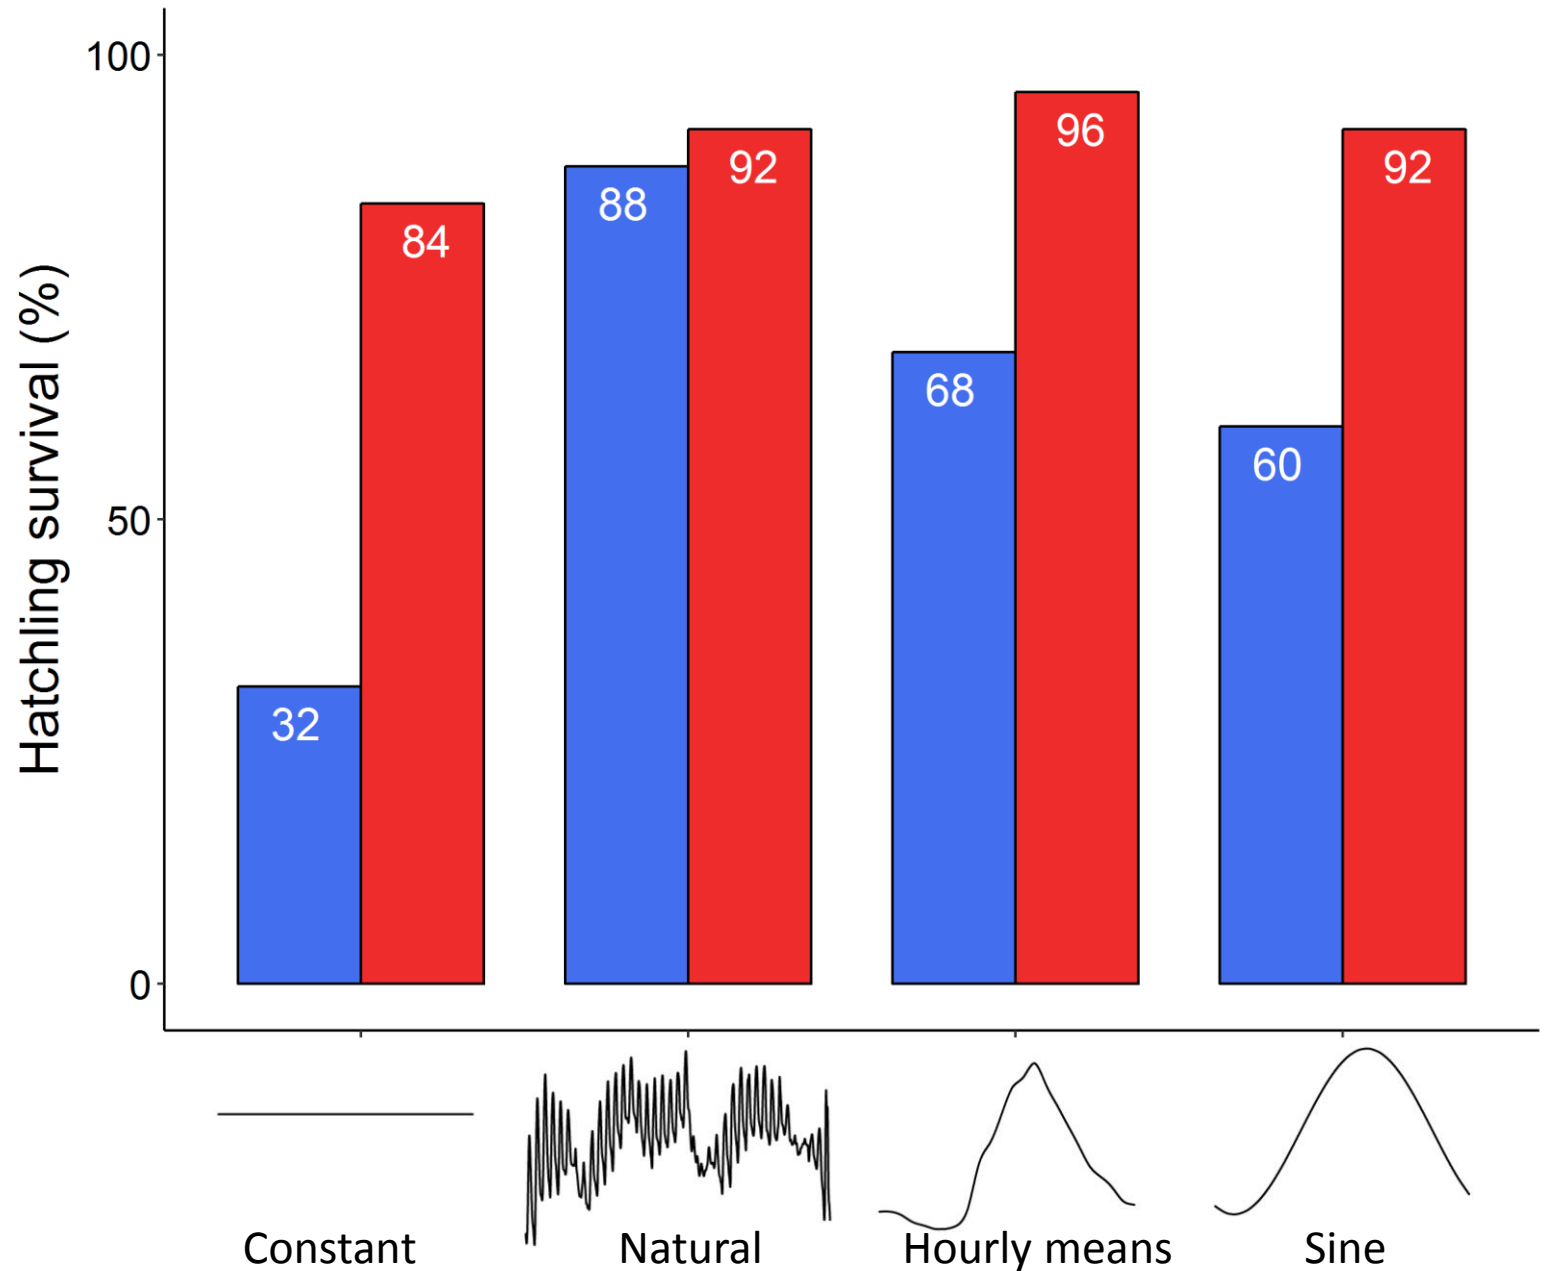 Hatchling survival (%)
100
50
0
32
84
88
92
68
96
60
92
Constant
Natural
Hourly means
Sine